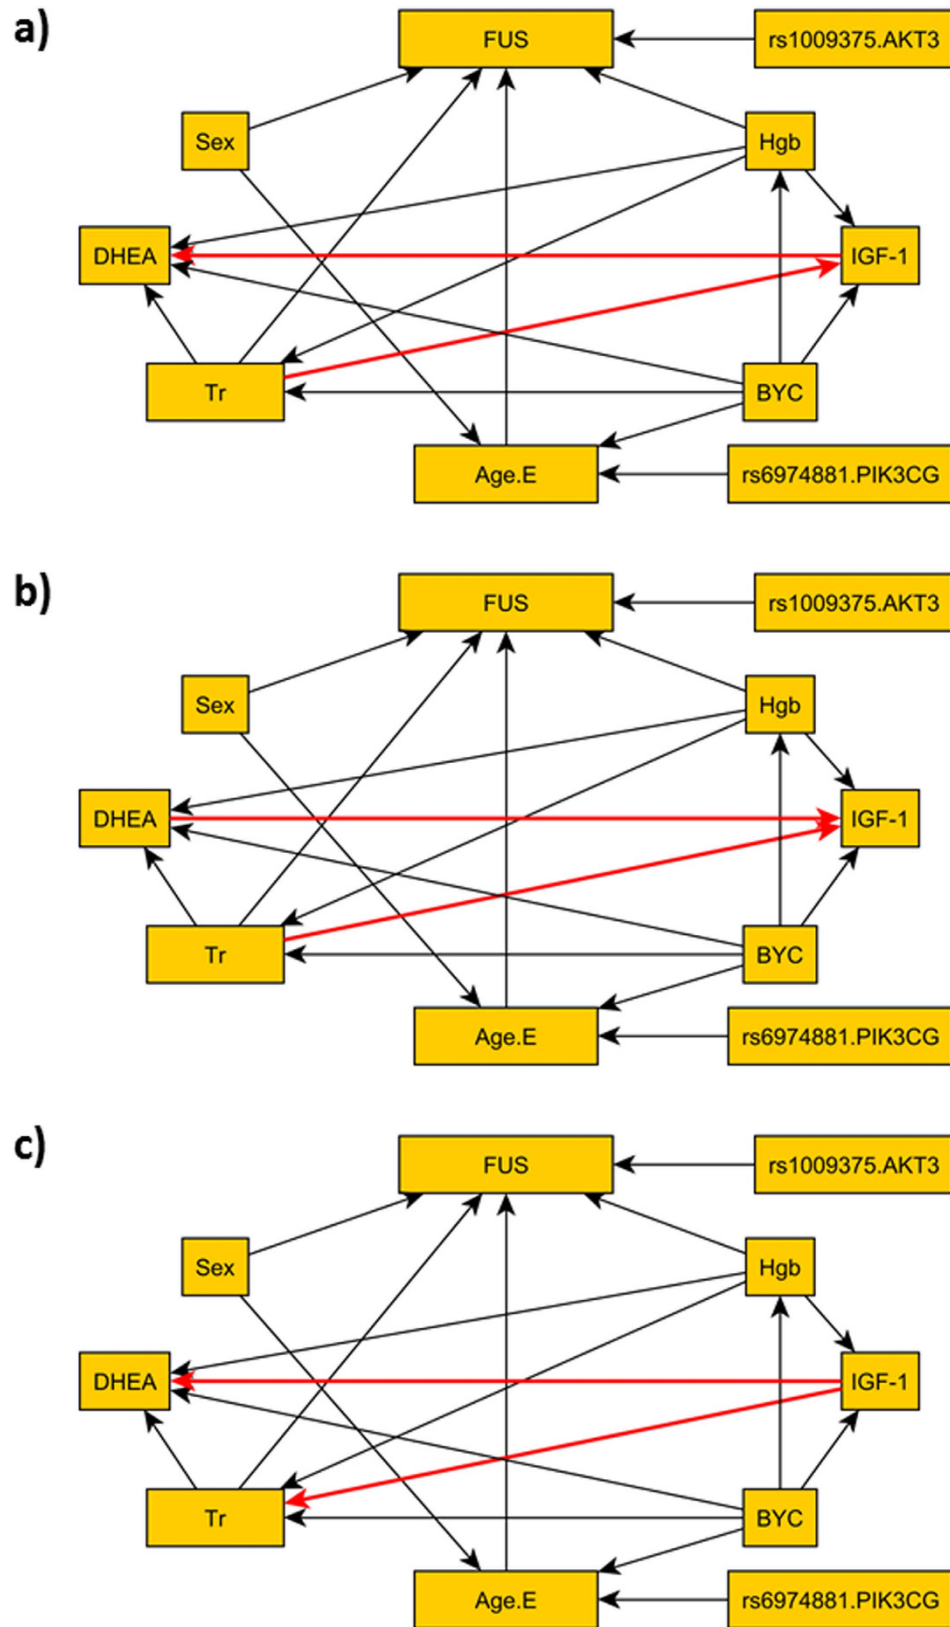 a)
FUS
rs1009375.AKT3
Sex
Hgb
DHEA
IGF-1
Tr
BYC
Age.E
rs6974881.PIK3CG
b)
FUS
rs1009375.AKT3
Sex
Hgb
DHEA
IGF-1
Tr
BYC
Age.E
rs6974881.PIK3CG
c)
FUS
rs1009375.AKT3
Sex
Hgb
DHEA
IGF-1
Tr
BYC
Age.E
rs6974881.PIK3CG